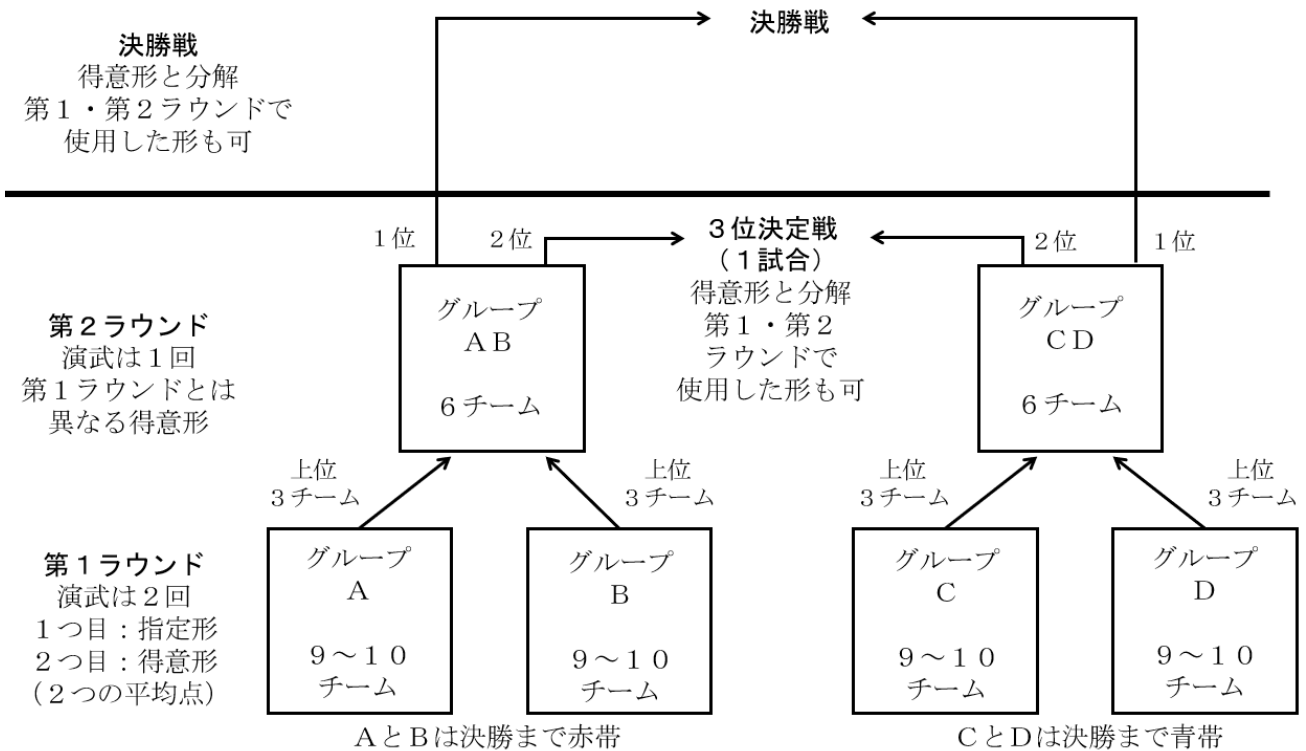 決勝戦
決勝戦
得意形と分解
第１・第２ラウンドで
使用した形も可
１位
２位
３位決定戦
（１試合）
得意形と分解
第１・第２
ラウンドで
使用した形も可
２位
１位
第２ラウンド
演武は１回
第１ラウンドとは
異なる得意形
グループ
ＡＢ
６チーム
グループ
ＣＤ
６チーム
上位
３チーム
上位
３チーム
上位
３チーム
上位
３チーム
第１ラウンド
演武は２回
１つ目：指定形
２つ目：得意形
（２つの平均点）
グループ
Ａ
９～１０
チーム
グループ
Ｂ
９～１０
チーム
グループ
Ｃ
９～１０
チーム
グループ
Ｄ
９～１０
チーム
ＡとＢは決勝まで赤帯
ＣとＤは決勝まで青帯